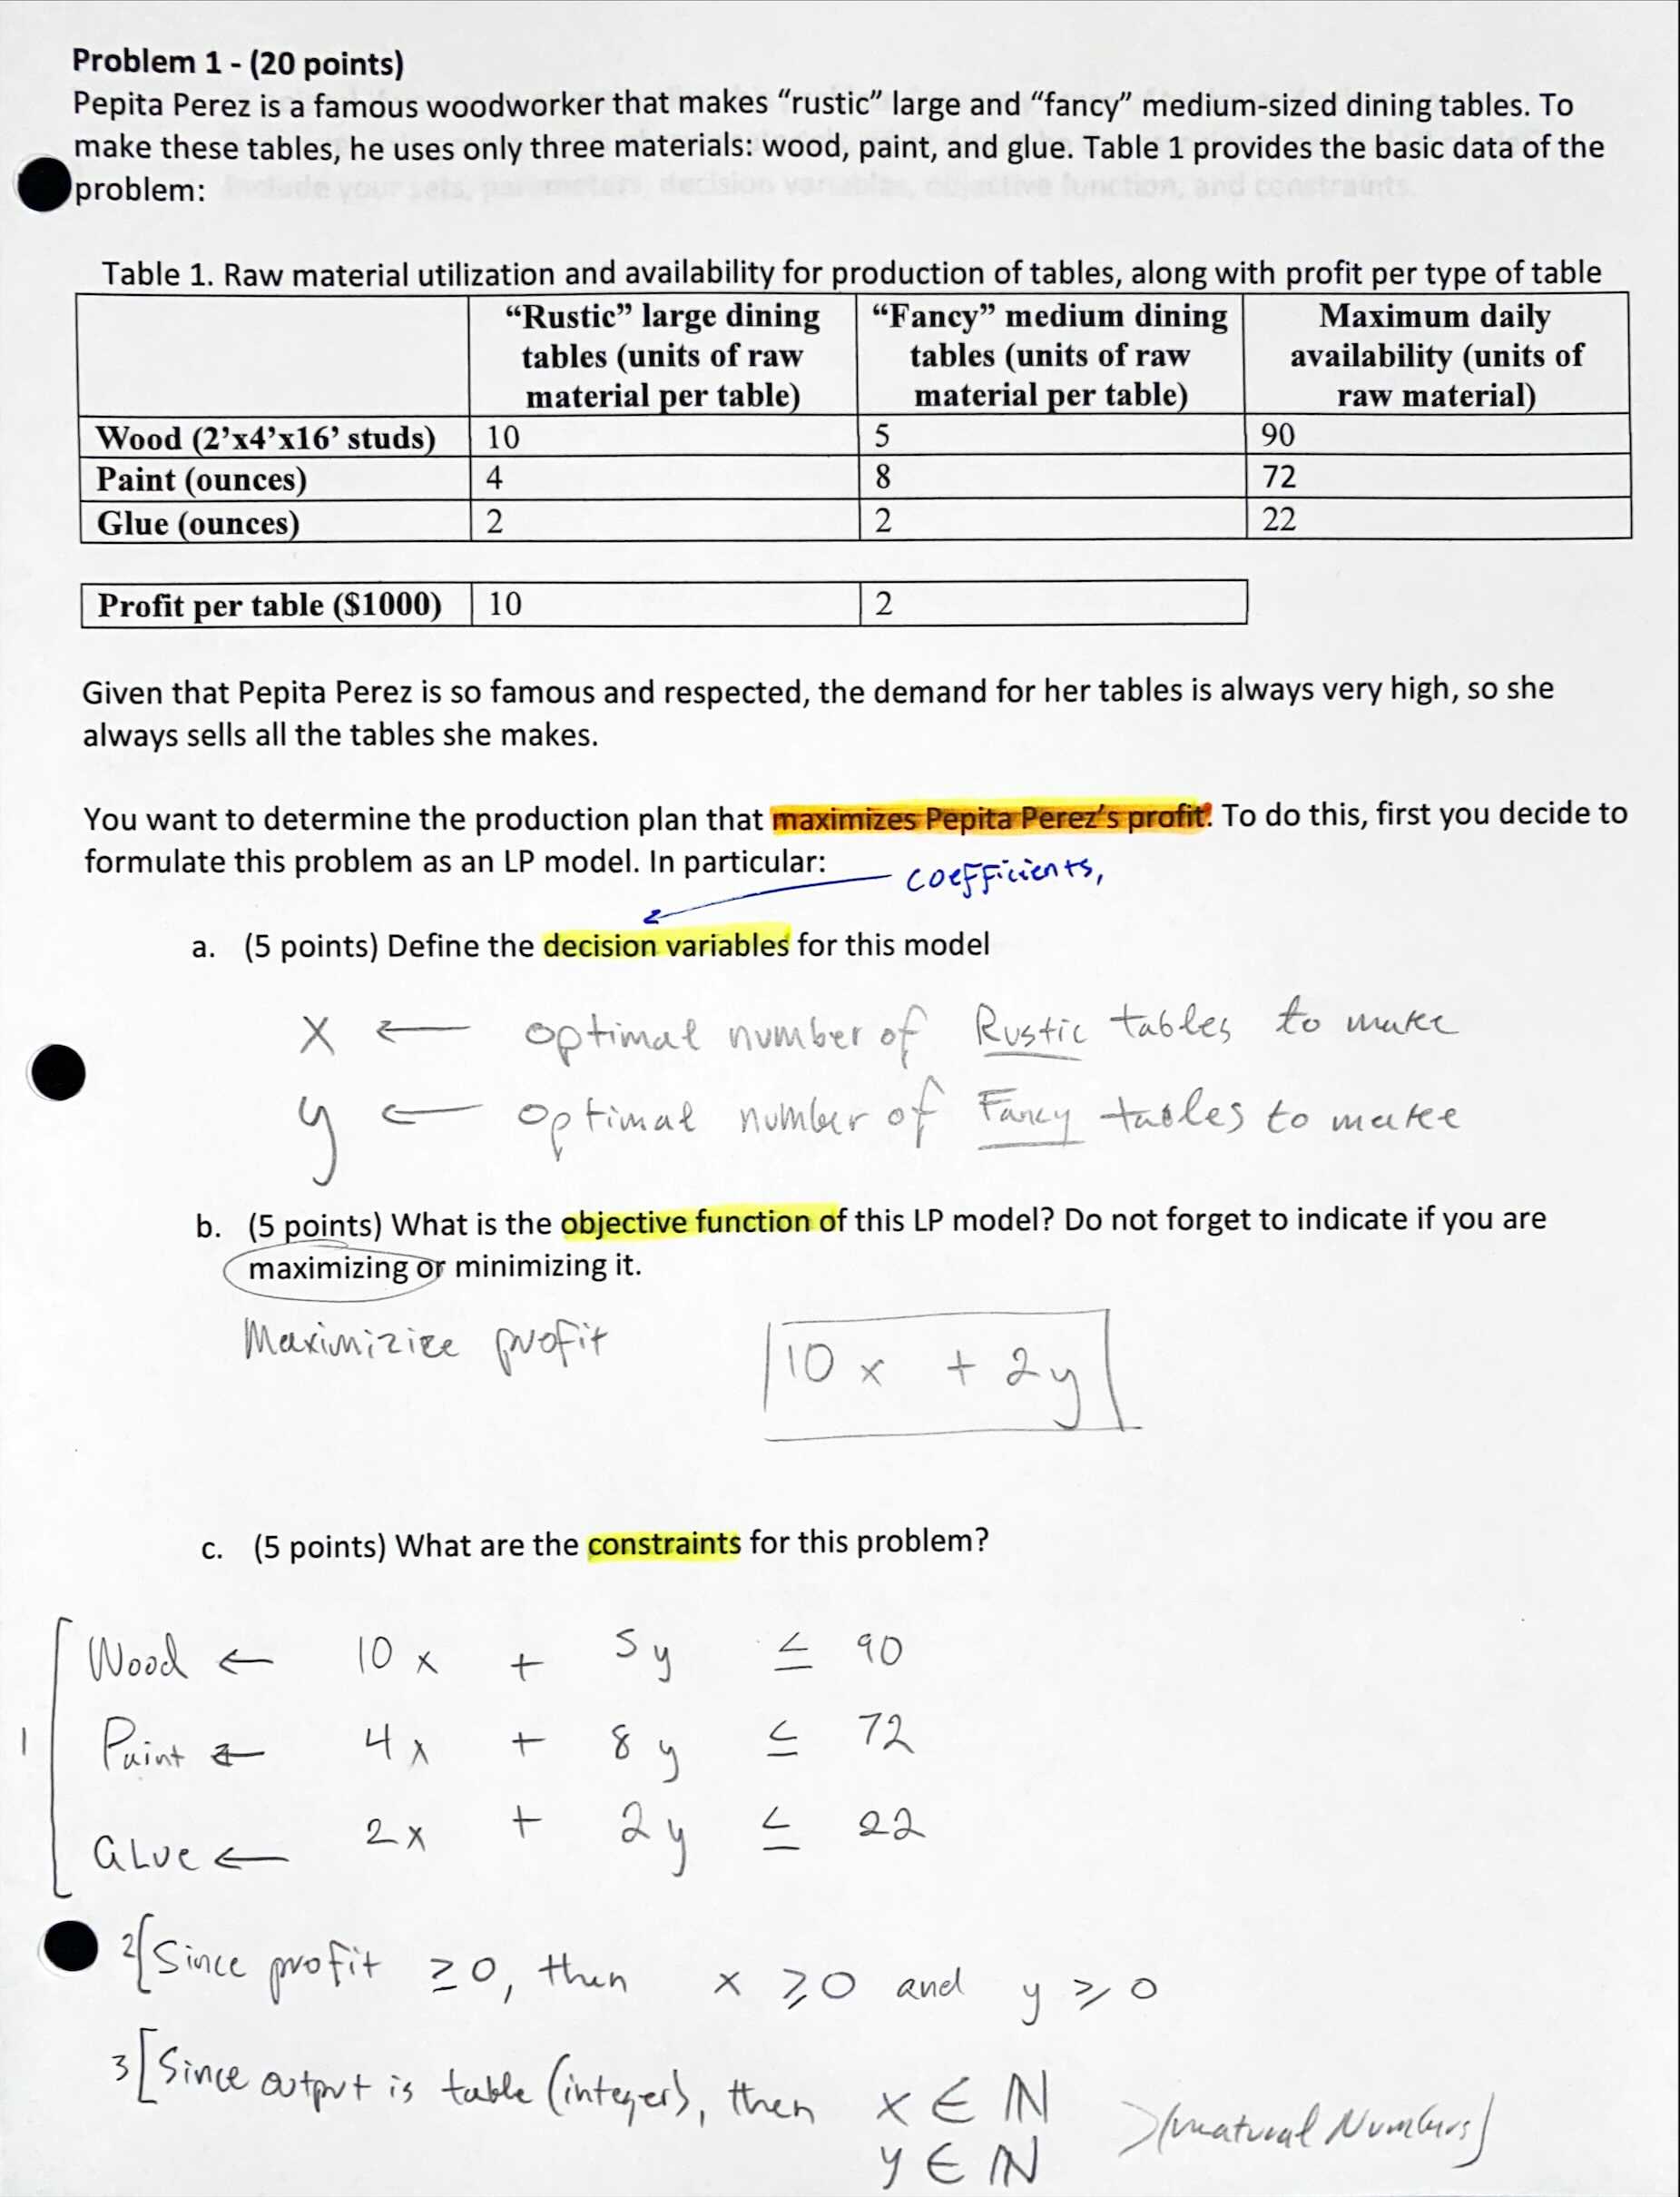 Problem 1 - (20 points)
Pepita Perez is a famous woodworker that makes “rustic” large and “fancy” medium-sized dining tables. To
make these tables, he uses only three materials: wood, paint, and glue. Table 1 provides the basic data of the
problem:
include your sets, parameters, decision variables, objective function, and constraints.
Table 1. Raw material utilization and availability for production of tables, along with profit per type of table
“Rustic” large dining tables (units of raw material per table) “Fancy” medium dining tables (units of raw material per table) Maximum daily availability (units of raw material)
Wood (2’x4’x16’ studs) 10 5 90
Paint (ounces) 4 8 72
Glue (ounces) 2 2 22
Profit per table ($1000) 10 2
Given that Pepita Perez is so famous and respected, the demand for her tables is always very high, so she
always sells all the tables she makes.
You want to determine the production plan that maximizes Pepita Perez’s profit. To do this, first you decide to
formulate this problem as an LP model. In particular:
coefficients,
a. (5 points) Define the decision variables for this model
x ← optimal number of Rustic tables to make
y ← optimal number of Fancy tables to make
b. (5 points) What is the objective function of this LP model? Do not forget to indicate if you are
maximizing or minimizing it.
Maximizize profit 10x + 2y
c. (5 points) What are the constraints for this problem?
1 Wood ← 10x + 5y ≤ 90
Paint ← 4x + 8y ≤ 72
Glue ← 2x + 2y ≤ 22
2 [Since profit ≥ 0, then x ≥ 0 and y ≥ 0
3 [Since output is table (integer), then x ∈ ℕ
y ∈ ℕ
>(natural Numbers)